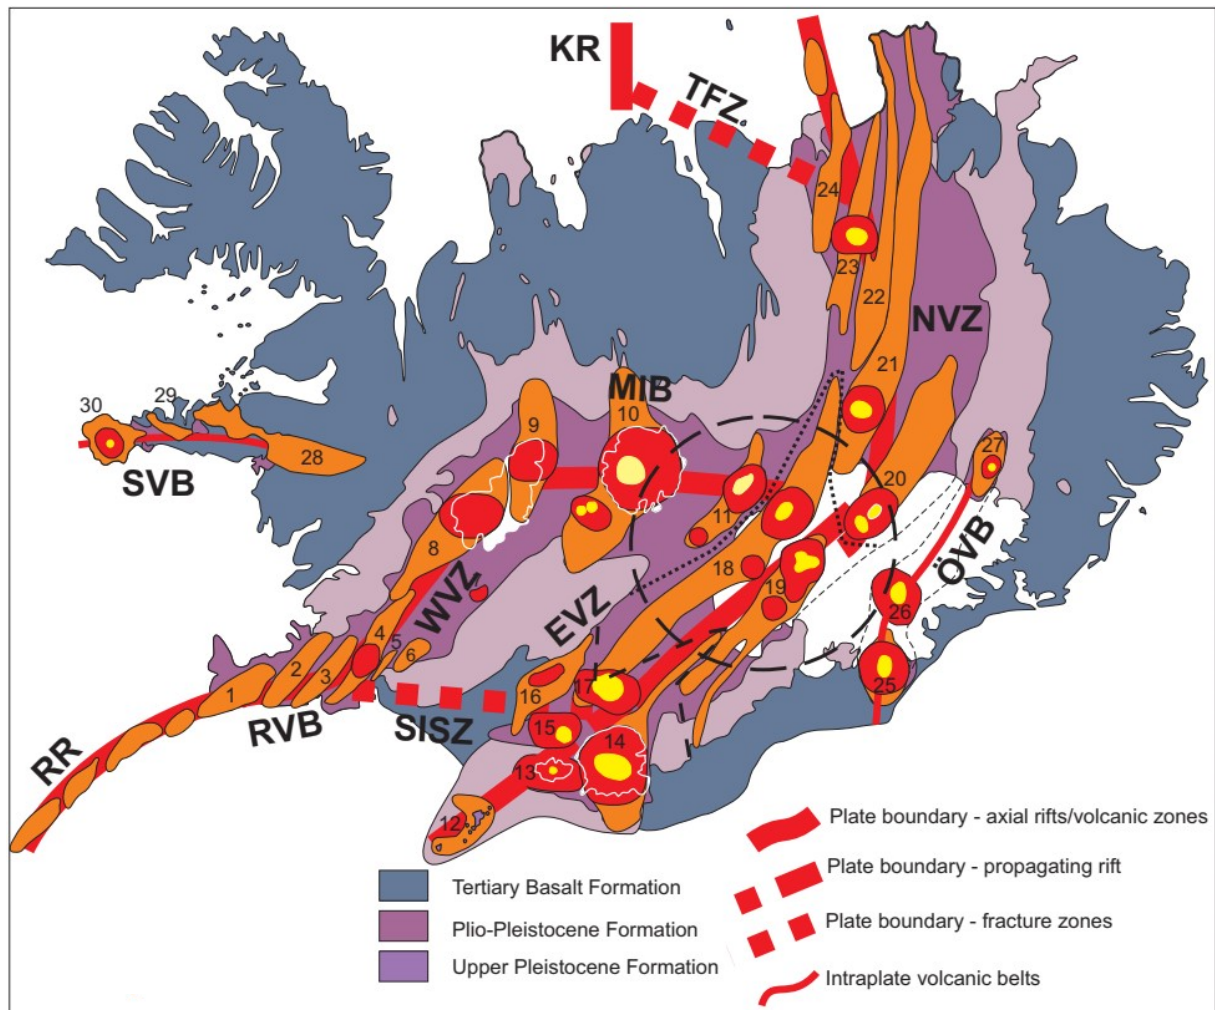 KR
TFZ
24
23
22
NVZ
21
MIB
30
29
9
10
28
27
SVB
20
11
8
ÖVB
18
WVZ
19
EVZ
26
4
5
6
2
3
1
17
25
16
RVB
SISZ
15
14
RR
13
12
Plate boundary - axial rifts/volcanic zones
Plate boundary - propagating rift
Tertiary Basalt Formation
Plate boundary - fracture zones
Plio-Pleistocene Formation
Upper Pleistocene Formation
Intraplate volcanic belts